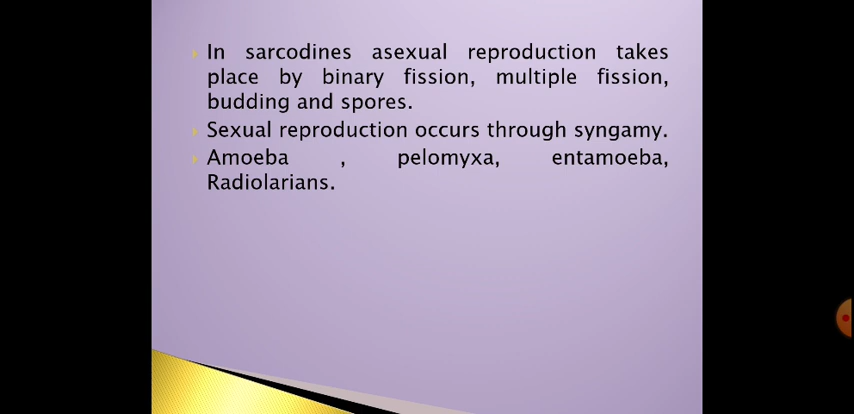 In sarcodines asexual reproduction takes
place by binary fission, multiple fission,
budding and spores.
Sexual reproduction occurs through syngamy.
Amoeba , pelomyxa, entamoeba,
Radiolarians.